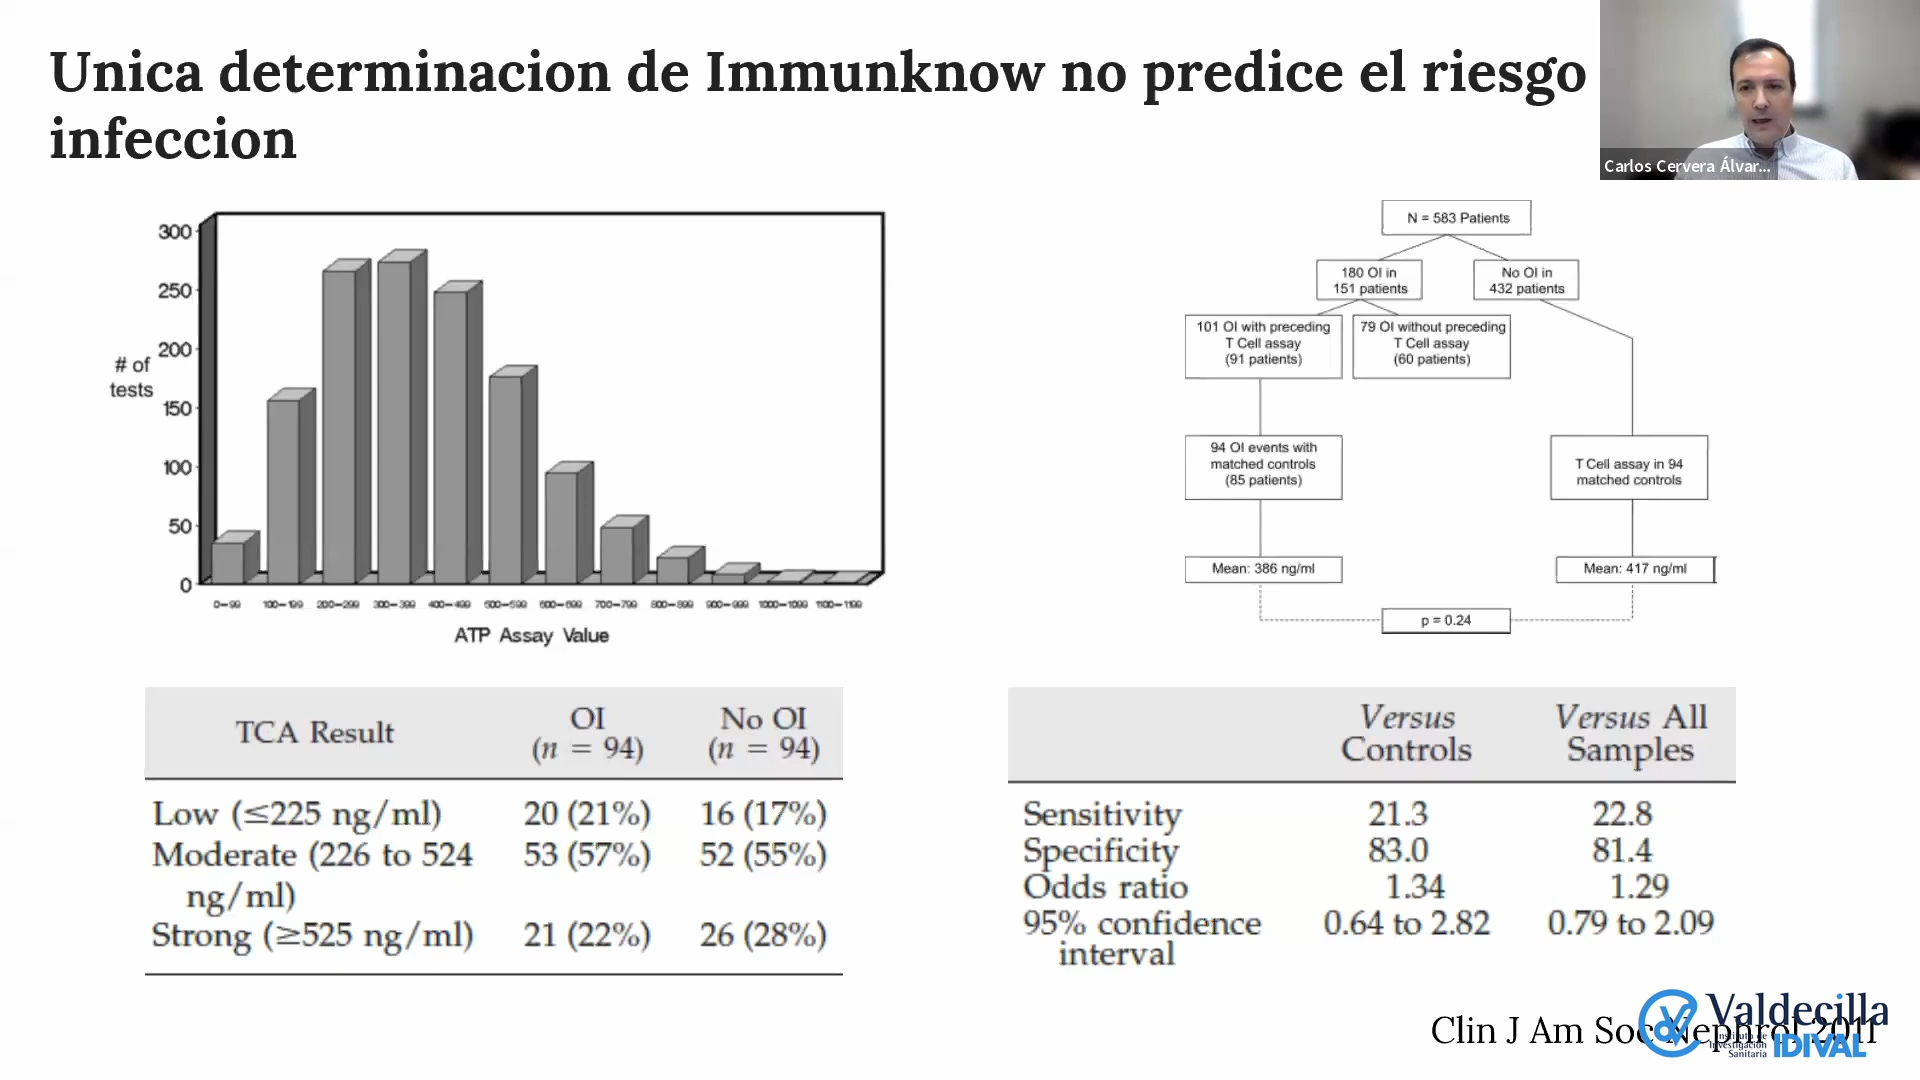 Unica determinacion de Immunknow no predice el riesgo
infeccion
Carlos Cervera Álvar...
300
250
200
150
100
50
0
# of
tests
0-99 100-199 200-299 300-399 400-499 500-599 600-699 700-799 800-899 900-999 1000-1099 1100-1199
ATP Assay Value
N = 583 Patients
180 OI in
151 patients
No OI in
432 patients
101 OI with preceding
T Cell assay
(91 patients)
79 OI without preceding
T Cell assay
(60 patients)
94 OI events with
matched controls
(85 patients)
T Cell assay in 94
matched controls
Mean: 386 ng/ml
Mean: 417 ng/ml
p = 0.24
TCA Result OI (n = 94) No OI (n = 94)
Low (≤225 ng/ml) 20 (21%) 16 (17%)
Moderate (226 to 524 53 (57%) 52 (55%)
ng/ml)
Strong (≥525 ng/ml) 21 (22%) 26 (28%)
Versus Controls Versus All Samples
Sensitivity 21.3 22.8
Specificity 83.0 81.4
Odds ratio 1.34 1.29
95% confidence 0.64 to 2.82 0.79 to 2.09
interval
Clin J Am Soc Nephrol 2011
Valdecilla
Instituto de
Investigación
Sanitaria
IDIVAL